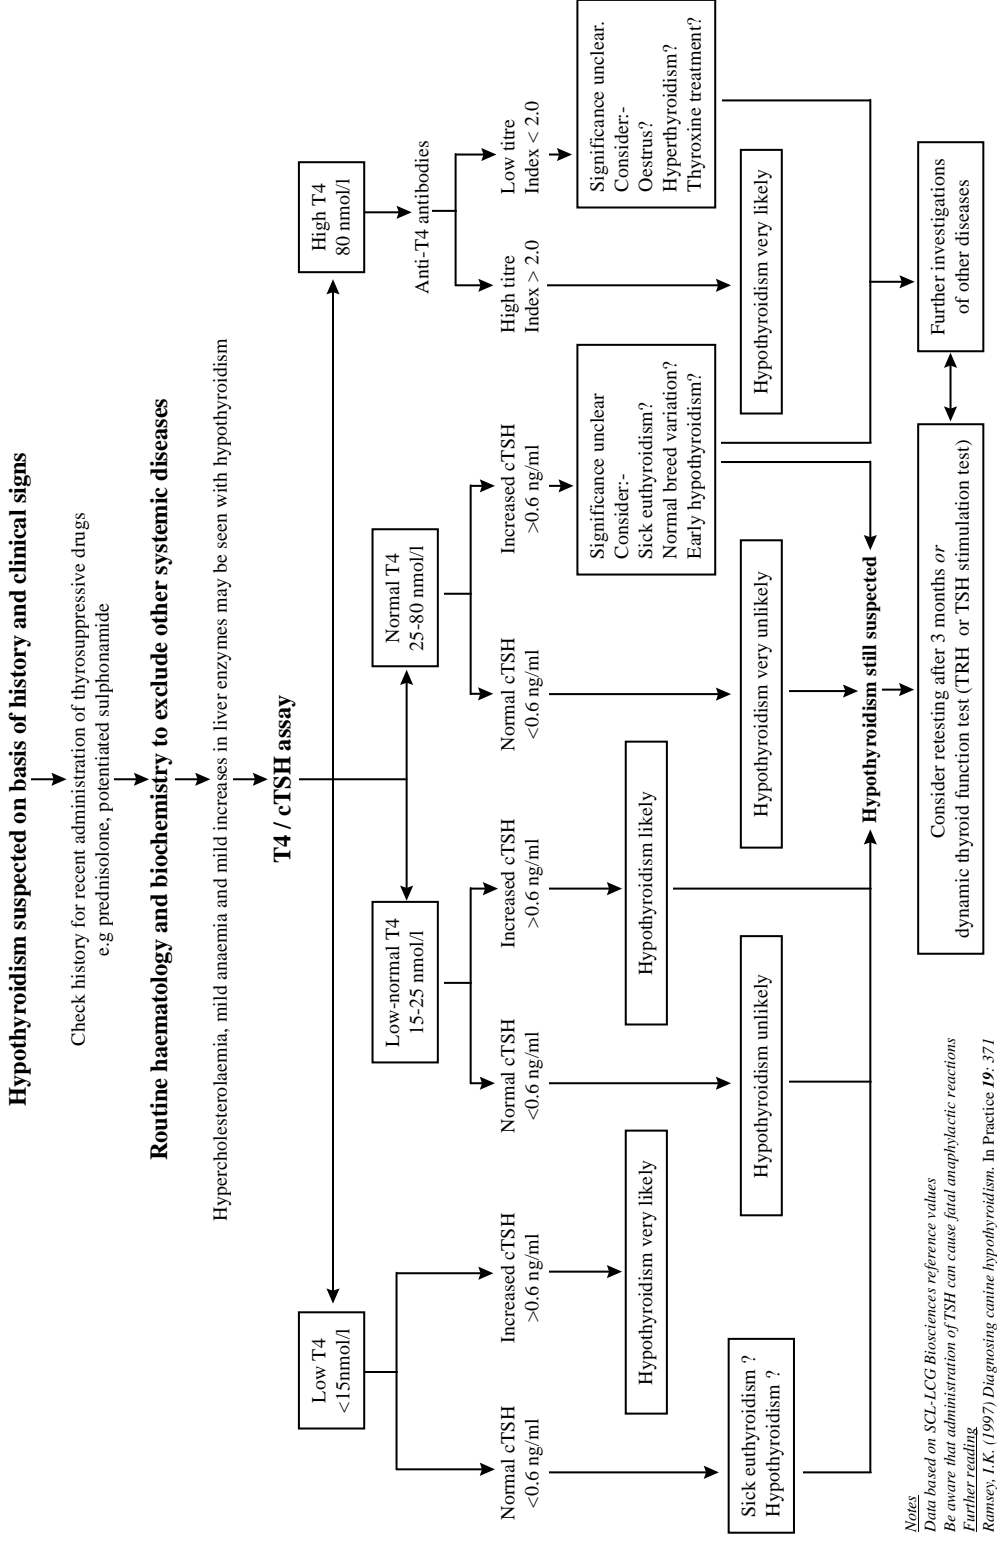 Hypothyroidism suspected on basis of history and clinical signs
Check history for recent administration of thyrosuppressive drugs
e.g prednisolone, potentiated sulphonamide
Routine haematology and biochemistry to exclude other systemic diseases
Hypercholesterolaemia, mild anaemia and mild increases in liver enzymes may be seen with hypothyroidism
T4 / cTSH assay
Low T4
<15nmol/l
High T4
80 nmol/l
Low-normal T4
15-25 nmol/l
Normal T4
25-80 nmol/l
Anti-T4 antibodies
Normal cTSH
<0.6 ng/ml
Increased cTSH
>0.6 ng/ml
Normal cTSH
<0.6 ng/ml
Increased cTSH
>0.6 ng/ml
Normal cTSH
<0.6 ng/ml
Increased cTSH
>0.6 ng/ml
High titre
Index > 2.0
Low titre
Index < 2.0
Hypothyroidism very likely
Hypothyroidism likely
Significance unclear
Consider:-
Sick euthyroidism?
Normal breed variation?
Early hypothyroidism?
Significance unclear.
Consider:-
Oestrus?
Hyperthyroidism?
Thyroxine treatment?
Sick euthyroidism ?
Hypothyroidism ?
Hypothyroidism unlikely
Hypothyroidism very unlikely
Hypothyroidism very likely
Hypothyroidism still suspected
Consider retesting after 3 months or
dynamic thyroid function test (TRH or TSH stimulation test)
Further investigations
of other diseases
Notes
Data based on SCL-LCG Biosciences reference values
Be aware that administration of TSH can cause fatal anaphylactic reactions
Further reading
Ramsey, I.K. (1997) Diagnosing canine hypothyroidism. In Practice 19: 371